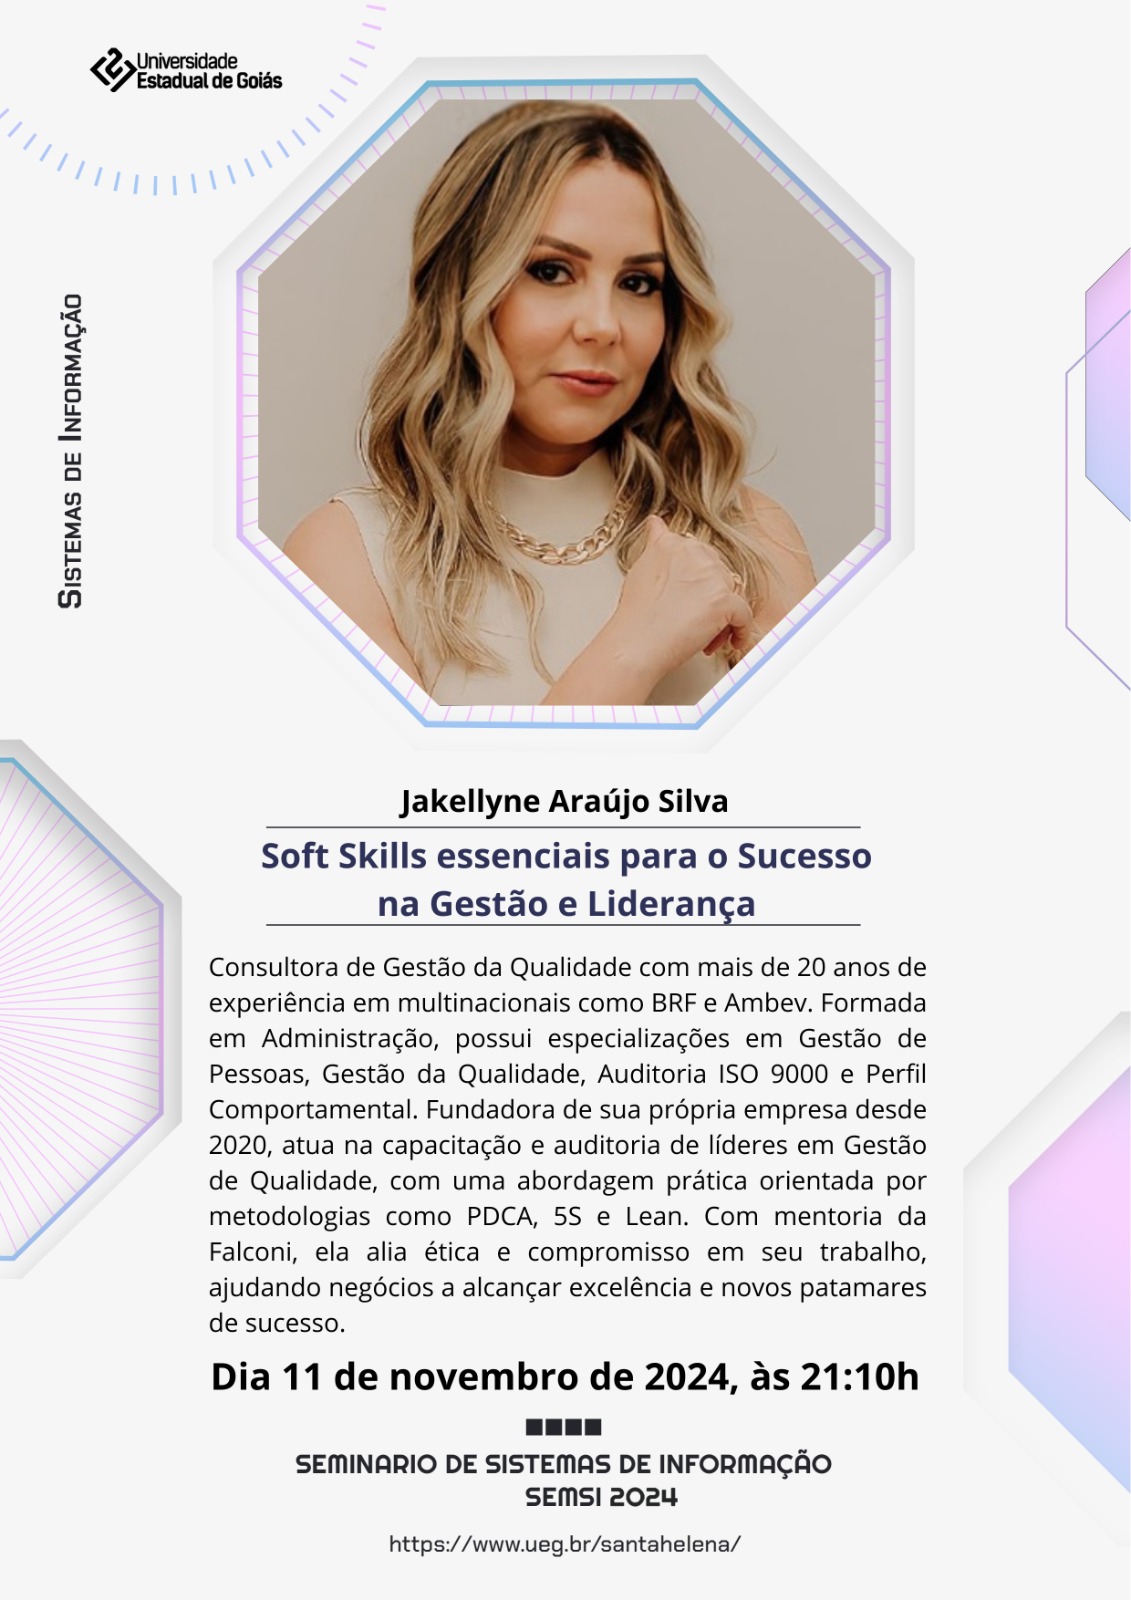 Universidade
Estadual de Goiás
Sistemas de Informação
Jakellyne Araújo Silva
Soft Skills essenciais para o Sucesso
na Gestão e Liderança
Consultora de Gestão da Qualidade com mais de 20 anos de
experiência em multinacionais como BRF e Ambev. Formada
em Administração, possui especializações em Gestão de
Pessoas, Gestão da Qualidade, Auditoria ISO 9000 e Perfil
Comportamental. Fundadora de sua própria empresa desde
2020, atua na capacitação e auditoria de líderes em Gestão
de Qualidade, com uma abordagem prática orientada por
metodologias como PDCA, 5S e Lean. Com mentoria da
Falconi, ela alia ética e compromisso em seu trabalho,
ajudando negócios a alcançar excelência e novos patamares
de sucesso.
Dia 11 de novembro de 2024, às 21:10h
SEMINARIO DE SISTEMAS DE INFORMAÇÃO
SEMSI 2024
https://www.ueg.br/santahelena/